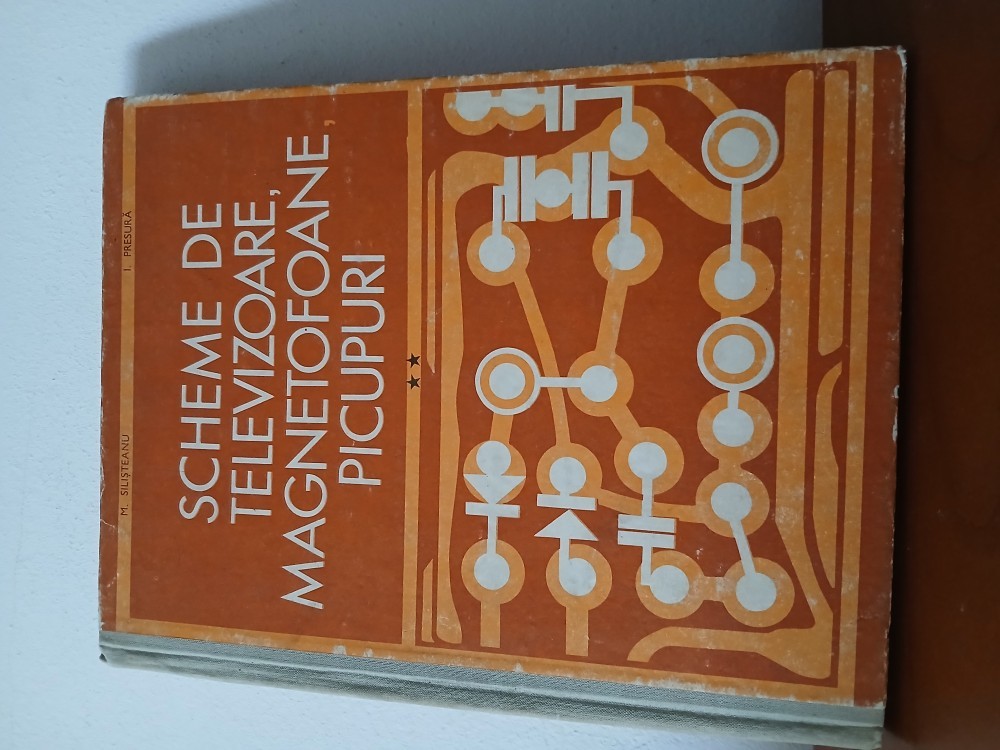 M. SILIȘTEANU I. PRESURĂ
SCHEME DE
TELEVIZOARE,
MAGNETOFOANE,
PICUPURI